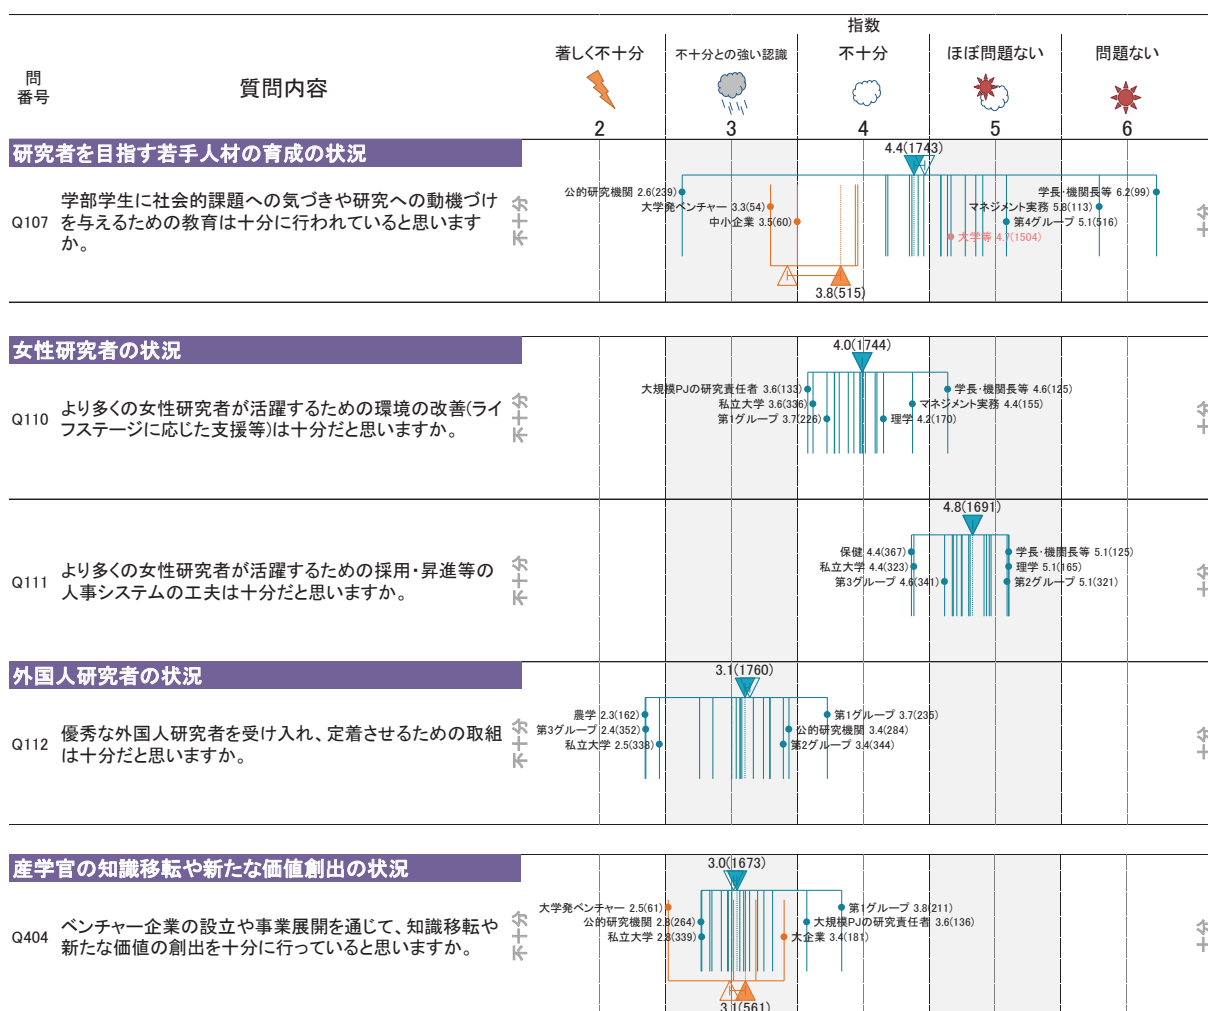 指数
著しく不十分
不十分との強い認識
不十分
ほぼ問題ない
問題ない
問
番号
質問内容
2
3
4
5
6
研究者を目指す若手人材の育成の状況
4.4(1743)
Q107
学部学生に社会的課題への気づきや研究への動機づけ
を与えるための教育は十分に行われていると思います
か。
不十分
公的研究機関 2.6(239)
大学発ベンチャー 3.3(54)
中小企業 3.5(60)
学長・機関長等 6.2(99)
マネジメント実務 5.8(113)
第4グループ 5.1(516)
大学等 4.7(1504)
十分
3.8(515)
女性研究者の状況
4.0(1744)
Q110
より多くの女性研究者が活躍するための環境の改善(ライ
フステージに応じた支援等)は十分だと思いますか。
不十分
大規模PJの研究責任者 3.6(133)
私立大学 3.6(336)
第1グループ 3.7(226)
学長・機関長等 4.6(125)
マネジメント実務 4.4(155)
理学 4.2(170)
十分
4.8(1691)
Q111
より多くの女性研究者が活躍するための採用・昇進等の
人事システムの工夫は十分だと思いますか。
不十分
保健 4.4(367)
私立大学 4.4(323)
第3グループ 4.6(341)
学長・機関長等 5.1(125)
理学 5.1(165)
第2グループ 5.1(321)
十分
外国人研究者の状況
3.1(1760)
Q112
優秀な外国人研究者を受け入れ、定着させるための取組
は十分だと思いますか。
不十分
農学 2.3(162)
第3グループ 2.4(352)
私立大学 2.5(338)
第1グループ 3.7(235)
公的研究機関 3.4(284)
第2グループ 3.4(344)
十分
産学官の知識移転や新たな価値創出の状況
3.0(1673)
Q404
ベンチャー企業の設立や事業展開を通じて、知識移転や
新たな価値の創出を十分に行っていると思いますか。
不十分
大学発ベンチャー 2.5(61)
公的研究機関 2.8(264)
私立大学 2.8(339)
第1グループ 3.8(211)
大規模PJの研究責任者 3.6(136)
大企業 3.4(181)
十分
3.1(561)